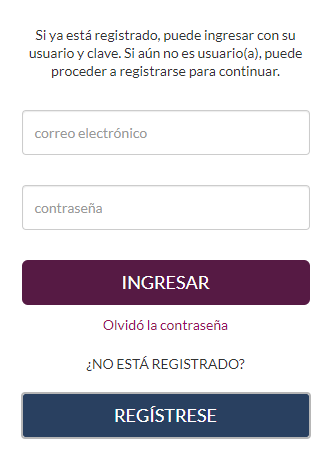 Si ya está registrado, puede ingresar con su
usuario y clave. Si aún no es usuario(a), puede
proceder a registrarse para continuar.
correo electrónico
contraseña
INGRESAR
Olvidó la contraseña
¿NO ESTÁ REGISTRADO?
REGÍSTRESE